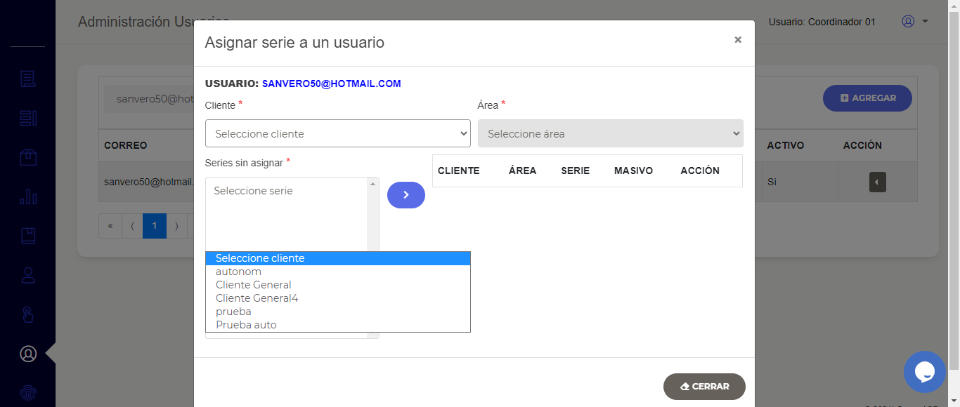 Administración Usuarios
Usuario: Coordinador 01
Asignar serie a un usuario
×
USUARIO: SANVERO50@HOTMAIL.COM
Cliente *
Área *
Seleccione cliente
Seleccione área
sanvero50@hot
AGREGAR
CORREO
ACTIVO
ACCIÓN
Series sin asignar *
CLIENTE ÁREA SERIE MASIVO ACCIÓN
sanvero50@hotmail.
Si
Seleccione serie
« ⟨ 1 ⟩
Seleccione cliente
autonom
Cliente General
Cliente General4
prueba
Prueba auto
CERRAR